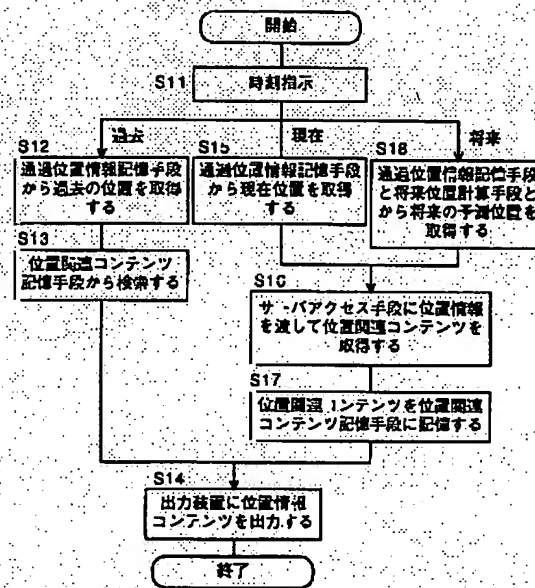 開始
S11
時刻指示
過去
現在
将来
S12
通過位置情報記憶手段
から過去の位置を取得
する
S15
通過位置情報記憶手段
から現在位置を取得
する
S18
通過位置情報記憶手段
と将来位置計算手段と
から将来の予測位置を
取得する
S13
位置関連コンテンツ
記憶手段から検索する
S16
サーバアクセス手段に位置情報
を渡して位置関連コンテンツを
取得する
S17
位置関連コンテンツを位置関連
コンテンツ記憶手段に記憶する
S14
出力装置に位置情報
コンテンツを出力する
終了